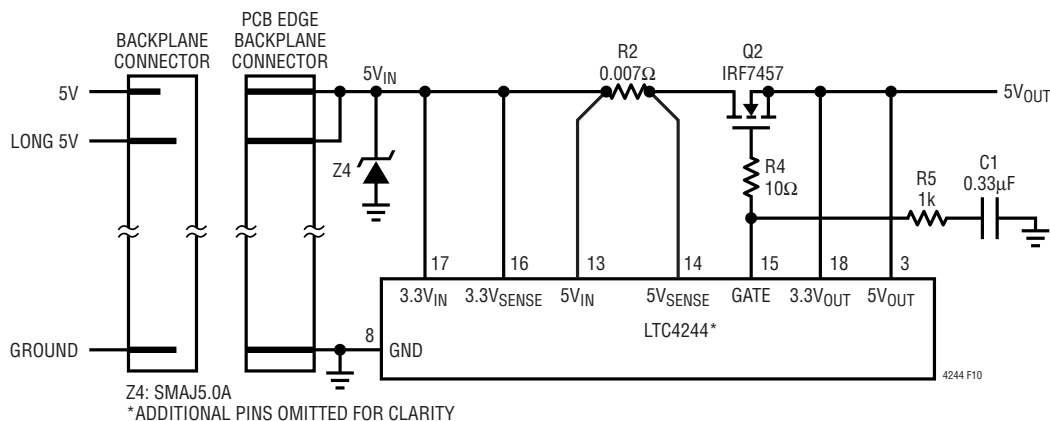 BACKPLANE
CONNECTOR
PCB EDGE
BACKPLANE
CONNECTOR
5V
LONG 5V
GROUND
5VIN
Z4
R2
0.007Ω
Q2
IRF7457
5VOUT
R4
10Ω
R5
1k
C1
0.33µF
17
16
13
14
15
18
3
3.3VIN
3.3VSENSE
5VIN
5VSENSE
GATE
3.3VOUT
5VOUT
LTC4244*
8
GND
4244 F10
Z4: SMAJ5.0A
*ADDITIONAL PINS OMITTED FOR CLARITY